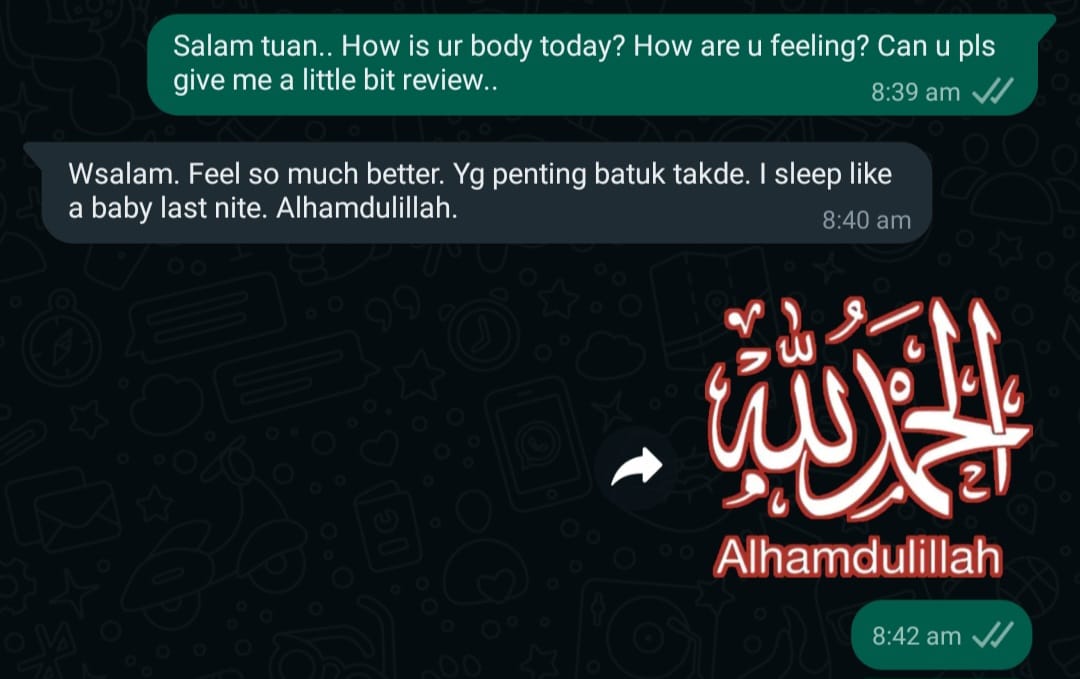 Salam tuan.. How is ur body today? How are u feeling? Can u pls
give me a little bit review..
8:39 am
Wsalam. Feel so much better. Yg penting batuk takde. I sleep like
a baby last nite. Alhamdulillah.
8:40 am
الحمد لله
Alhamdulillah
8:42 am